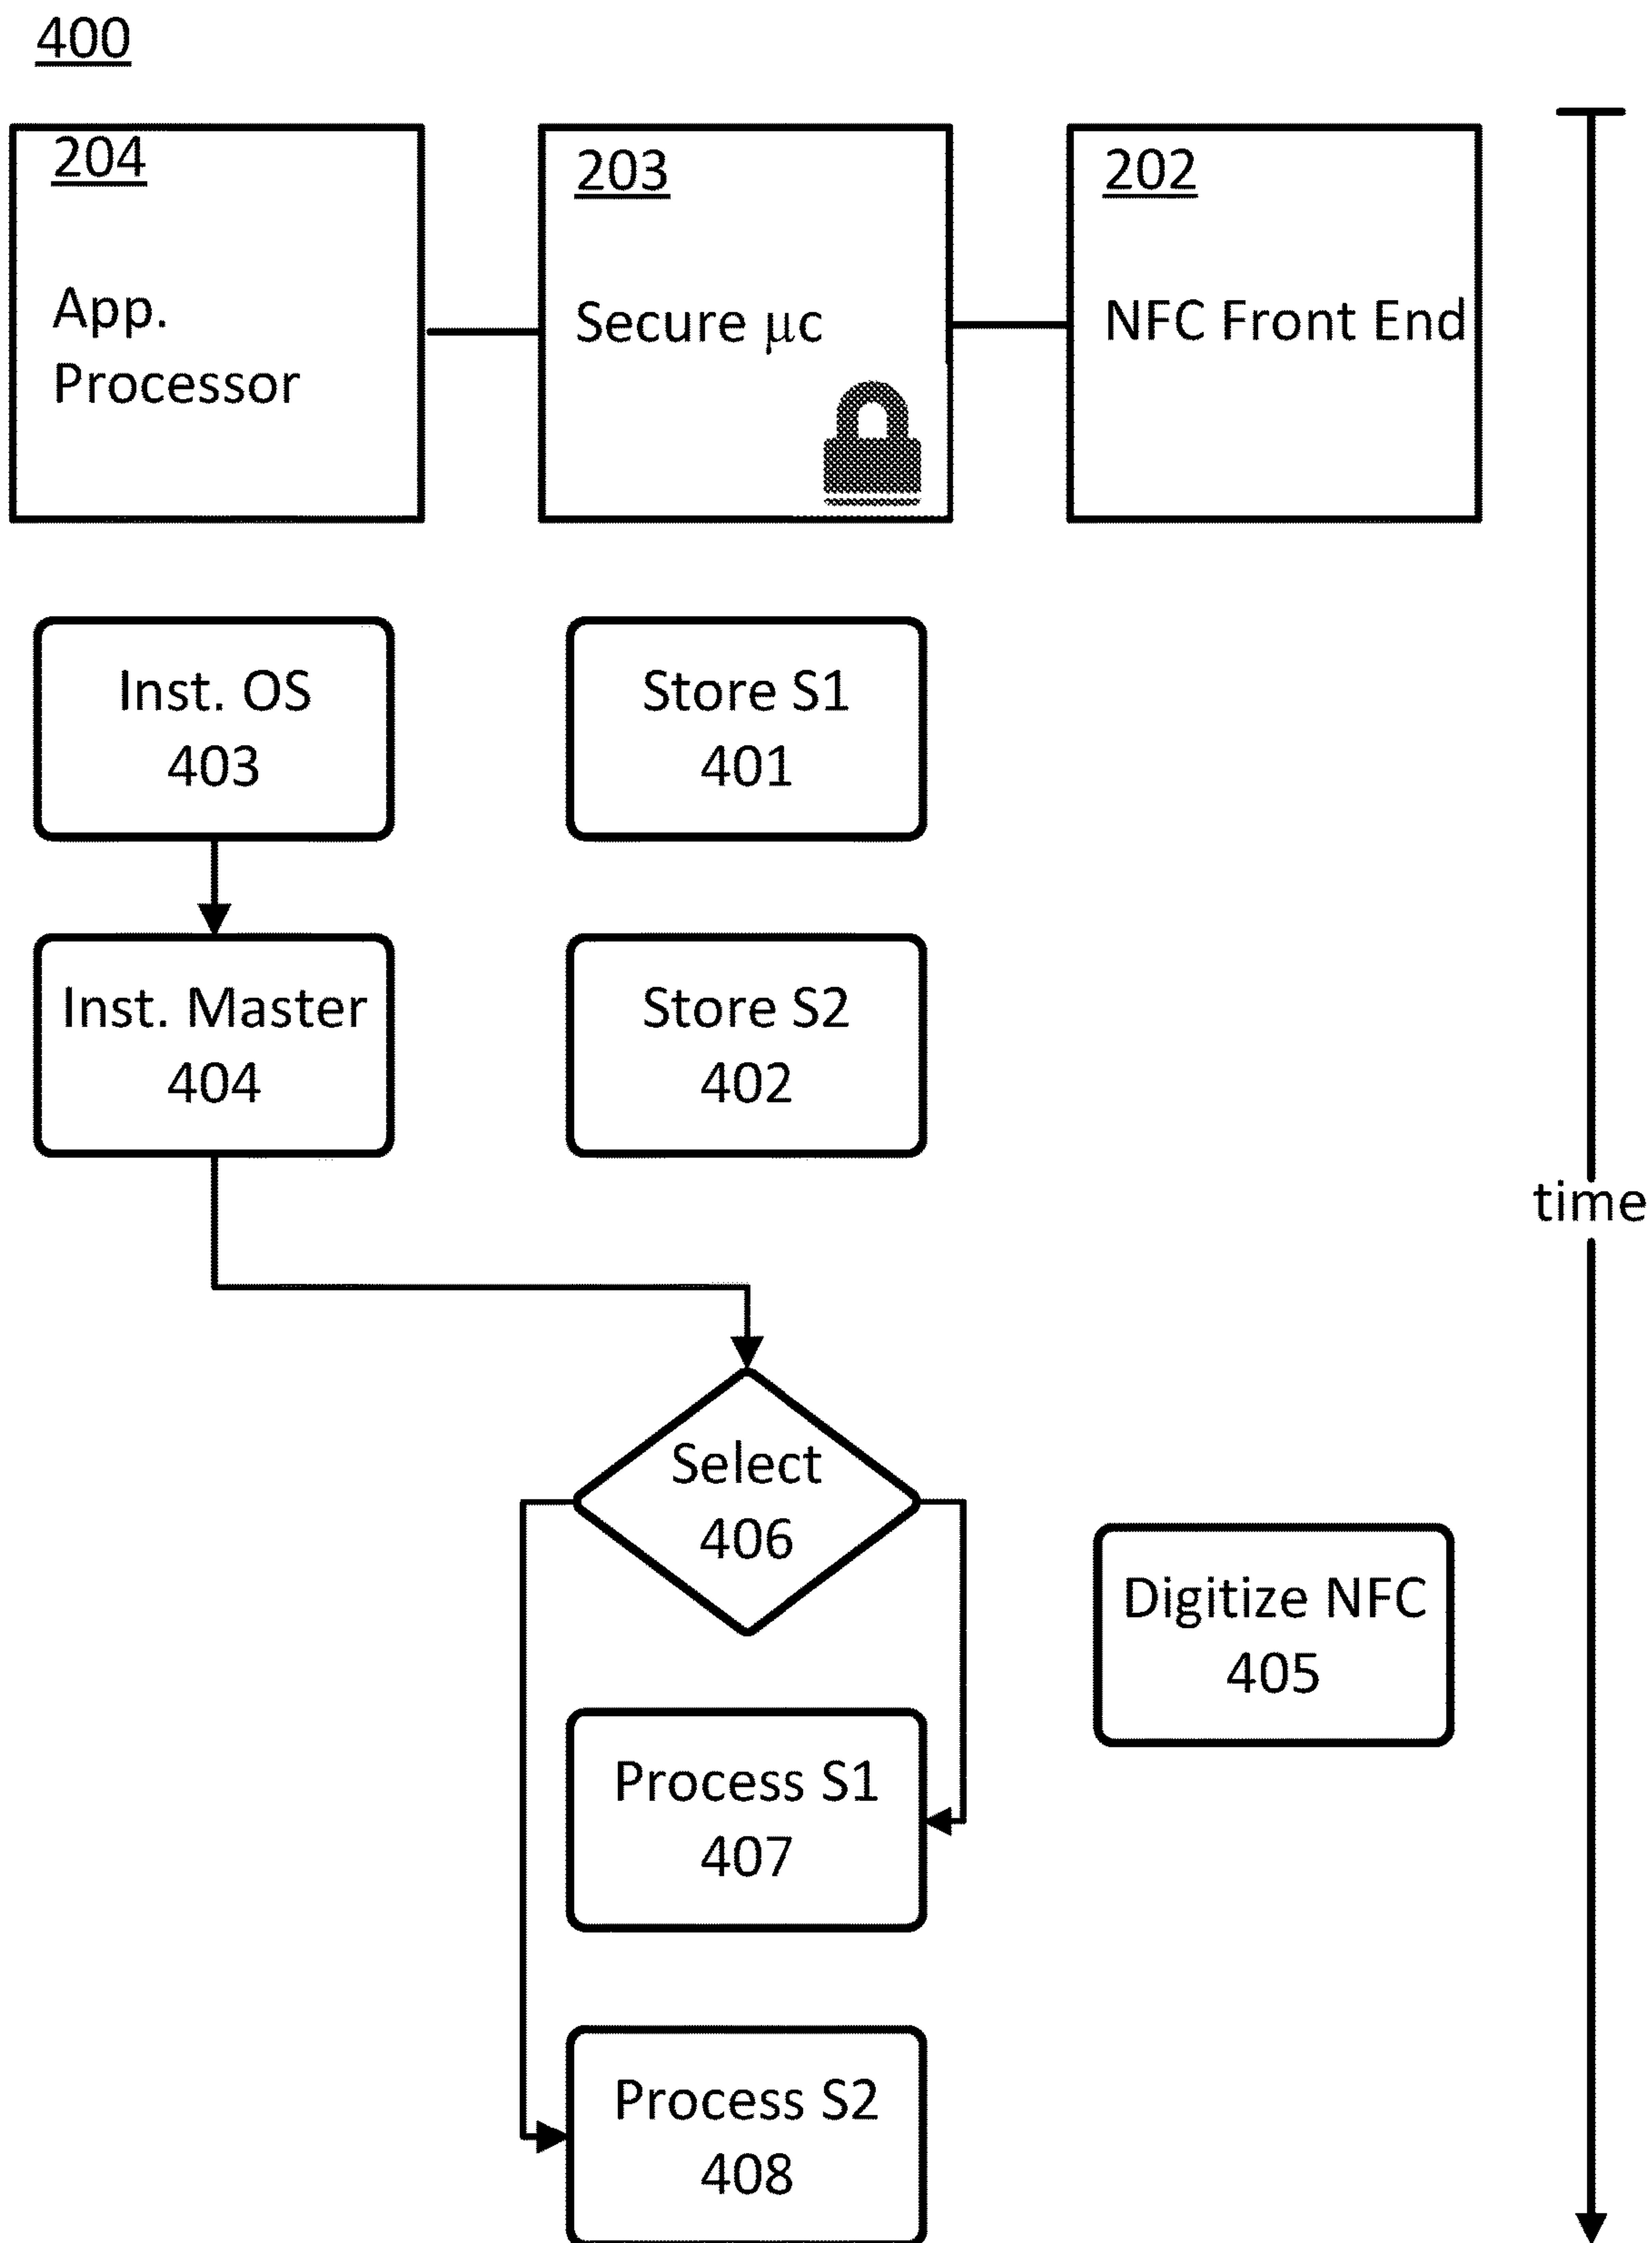 400
204
App.
Processor
203
Secure μc
202
NFC Front End
Inst. OS
403
Store S1
401
Inst. Master
404
Store S2
402
time
Select
406
Digitize NFC
405
Process S1
407
Process S2
408